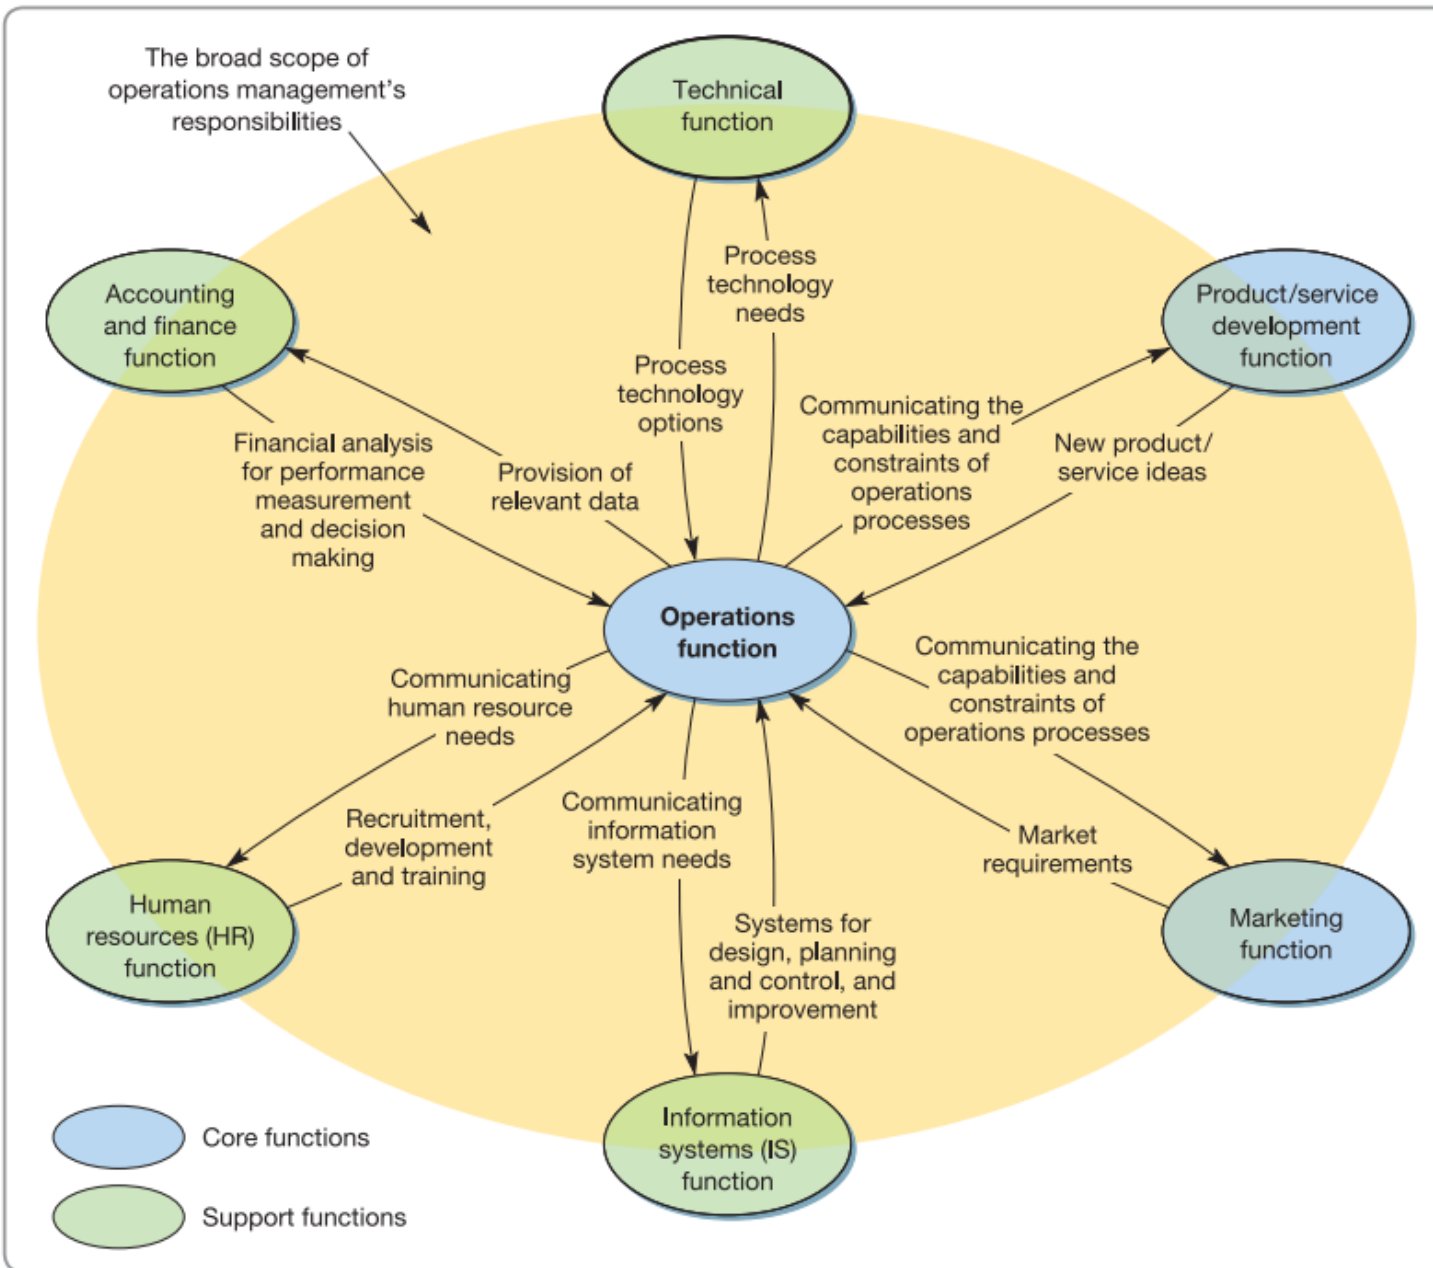 The broad scope of
operations management's
responsibilities
Technical
function
Accounting
and finance
function
Product/service
development
function
Process
technology
needs
Process
technology
options
Communicating the
capabilities and
constraints of
operations
processes
New product/
service ideas
Financial analysis
for performance
measurement
and decision
making
Provision of
relevant data
Operations
function
Communicating
human resource
needs
Communicating the
capabilities and
constraints of
operations processes
Recruitment,
development
and training
Communicating
information
system needs
Market
requirements
Human
resources (HR)
function
Systems for
design, planning
and control, and
improvement
Marketing
function
Information
systems (IS)
function
Core functions
Support functions